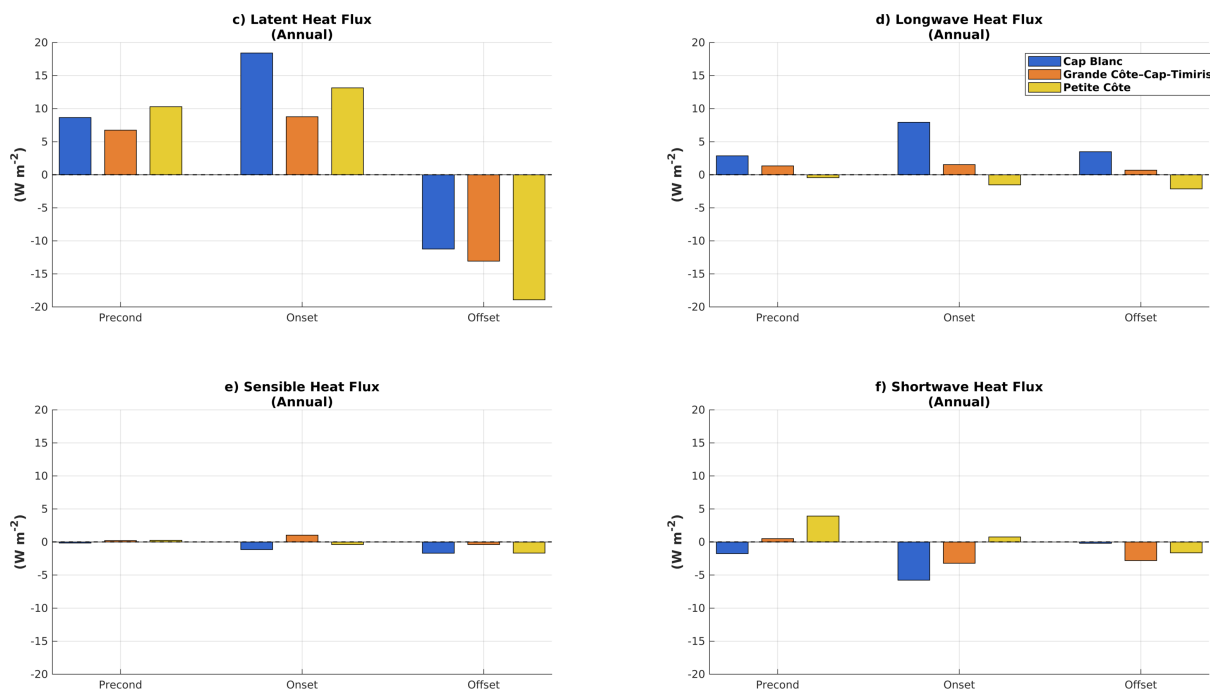 c) Latent Heat Flux
(Annual)
20
15
10
5
0
-5
-10
-15
-20
(W m-2)
Precond
Onset
Offset
d) Longwave Heat Flux
(Annual)
20
15
10
5
0
-5
-10
-15
-20
(W m-2)
Precond
Onset
Offset
Cap Blanc
Grande Côte–Cap-Timiris
Petite Côte
e) Sensible Heat Flux
(Annual)
20
15
10
5
0
-5
-10
-15
-20
(W m-2)
Precond
Onset
Offset
f) Shortwave Heat Flux
(Annual)
20
15
10
5
0
-5
-10
-15
-20
(W m-2)
Precond
Onset
Offset